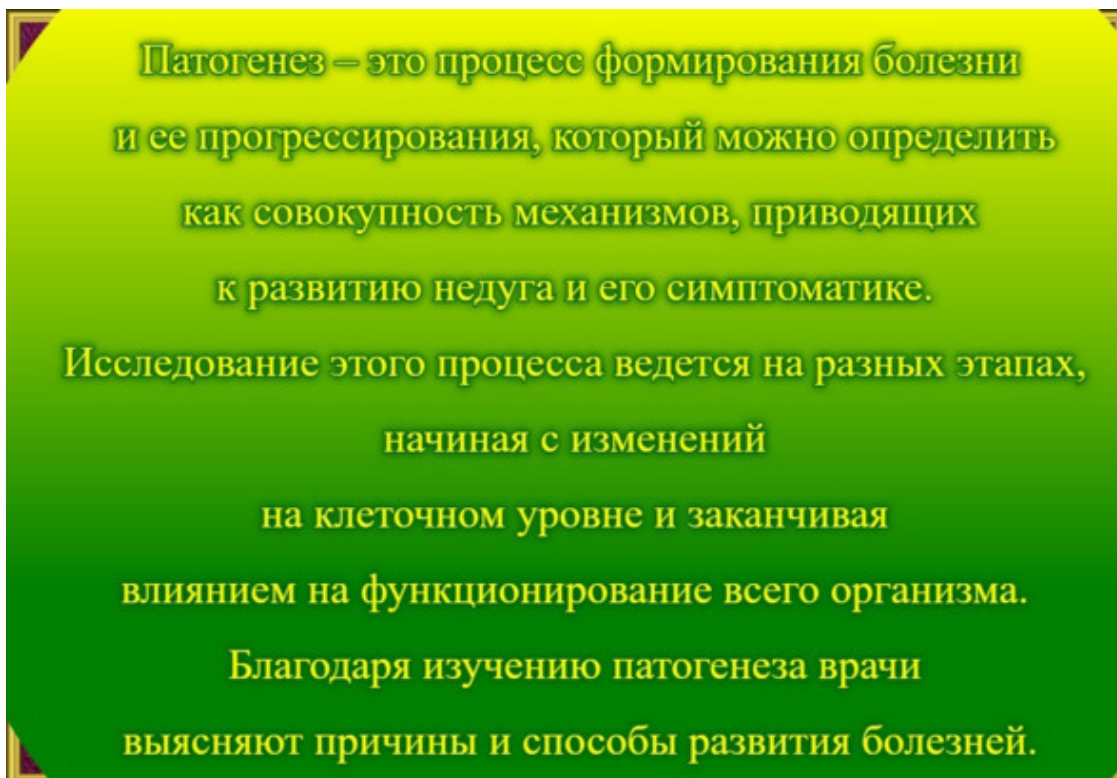 Патогенез – это процесс формирования болезни
и ее прогрессирования, который можно определить
как совокупность механизмов, приводящих
к развитию недуга и его симптоматике.
Исследование этого процесса ведется на разных этапах,
начиная с изменений
на клеточном уровне и заканчивая
влиянием на функционирование всего организма.
Благодаря изучению патогенеза врачи
выясняют причины и способы развития болезней.